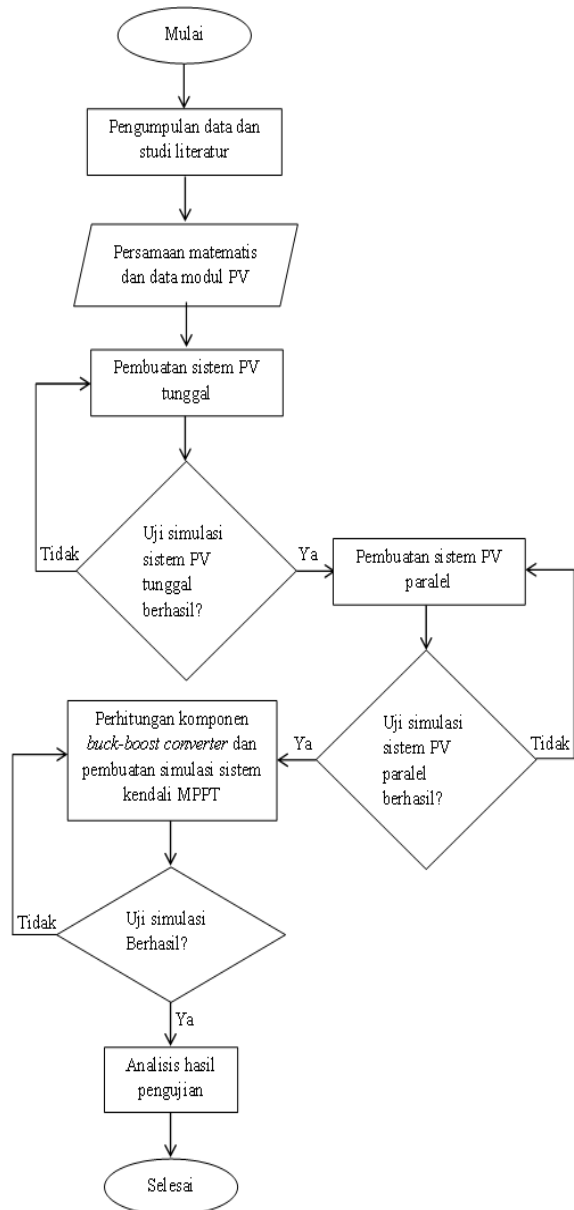 Mulai
Pengumpulan data dan
studi literatur
Persamaan matematis
dan data modul PV
Pembuatan sistem PV
tunggal
Uji simulasi
sistem PV
tunggal
berhasil?
Tidak
Ya
Pembuatan sistem PV
paralel
Uji simulasi
sistem PV
paralel
berhasil?
Tidak
Ya
Perhitungan komponen
buck-boost converter dan
pembuatan simulasi sistem
kendali MPPT
Uji simulasi
Berhasil?
Tidak
Ya
Analisis hasil
pengujian
Selesai